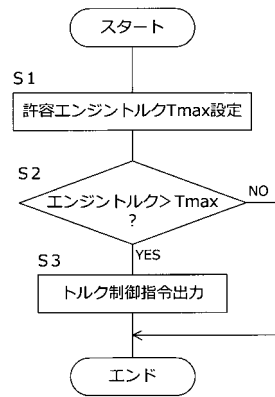 スタート
S1
許容エンジントルクTmax設定
S2
エンジントルク>Tmax
?
NO
YES
S3
トルク制御指令出力
エンド